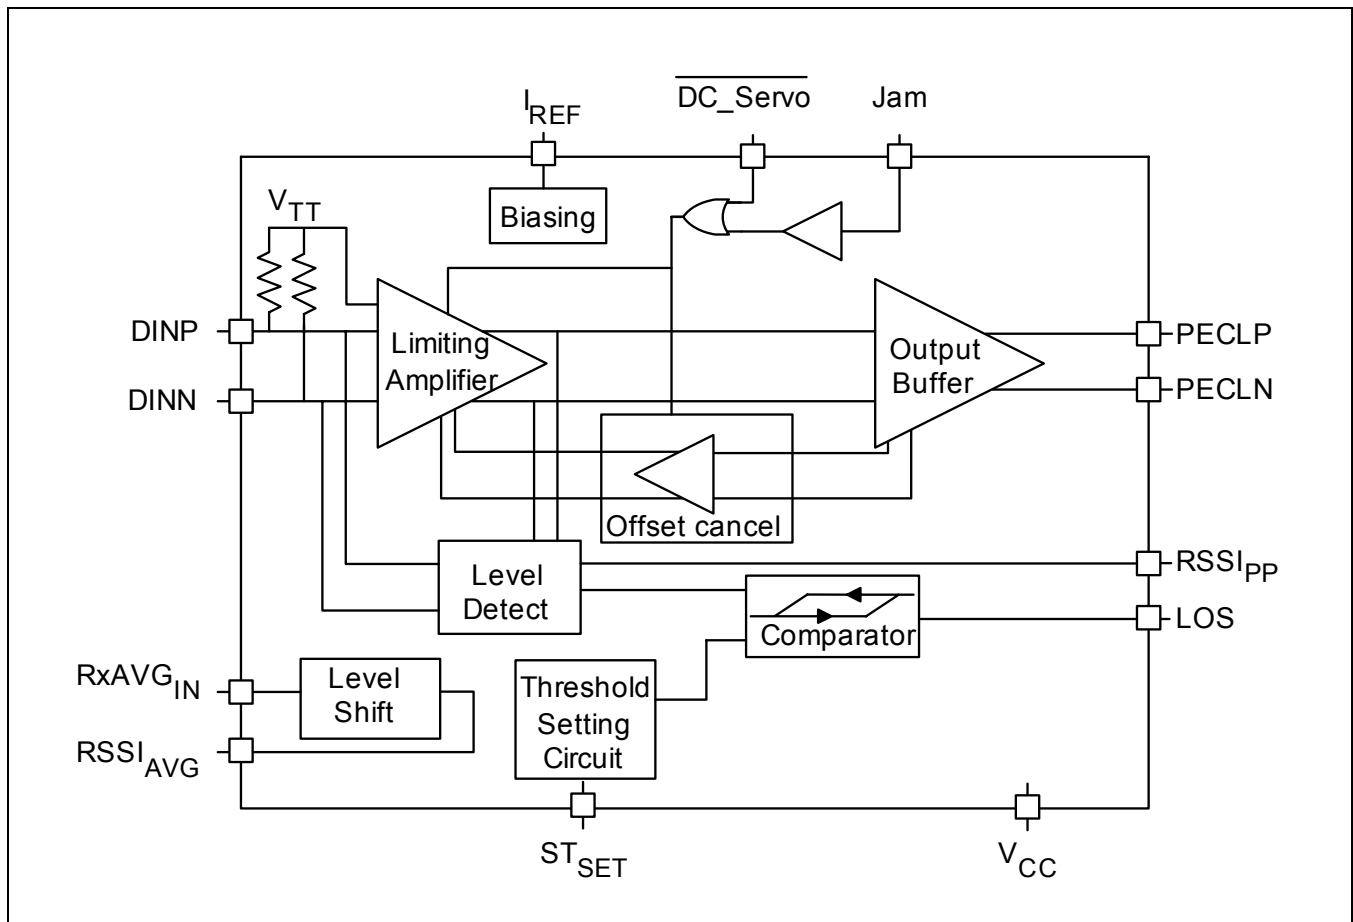 DC_Servo
Jam
IREF
VTT
Biasing
DINP
Limiting
Amplifier
Output
Buffer
PECLP
DINN
PECLN
Offset cancel
Level
Detect
RSSIPP
Comparator
LOS
RxAVGIN
Level
Shift
Threshold
Setting
Circuit
RSSIAVG
STSET
VCC